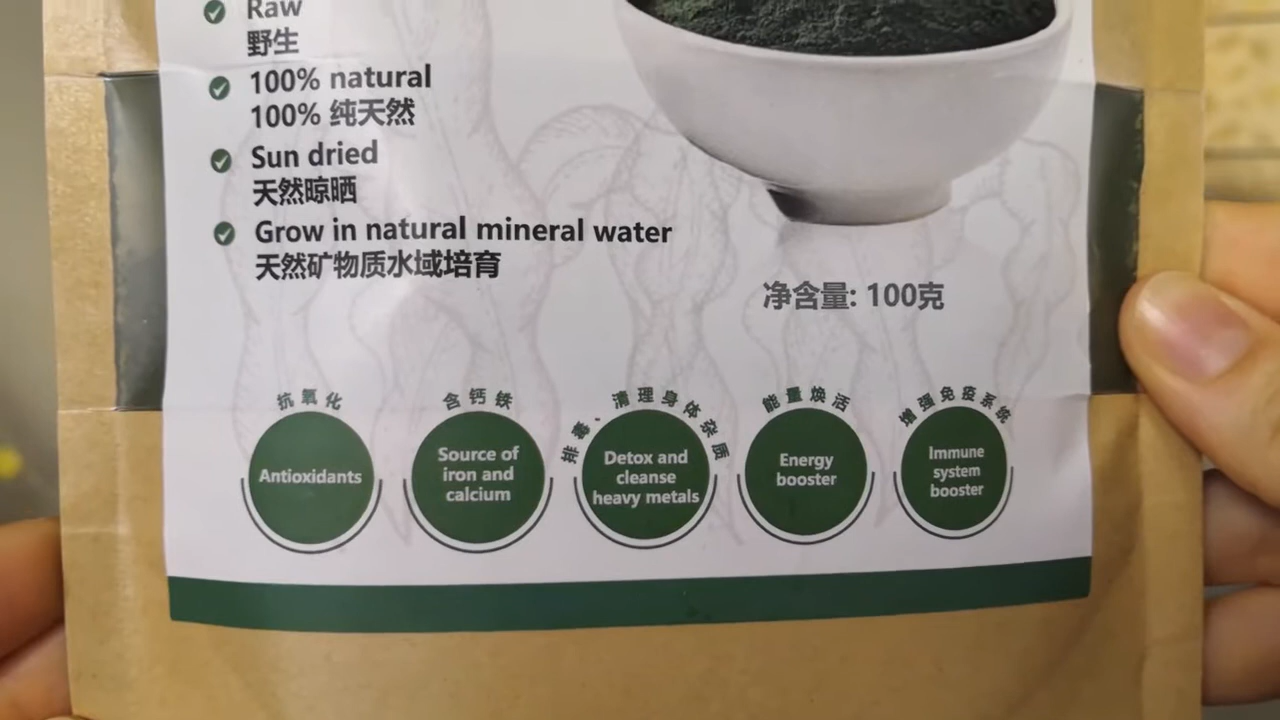 Raw
野生
100% natural
100% 纯天然
Sun dried
天然晾晒
Grow in natural mineral water
天然矿物质水域培育
净含量: 100克
抗氧化
Antioxidants
含钙铁
Source of
iron and
calcium
排毒、清理身体杂质
Detox and
cleanse
heavy metals
能量焕活
Energy
booster
增强免疫系统
Immune
system
booster